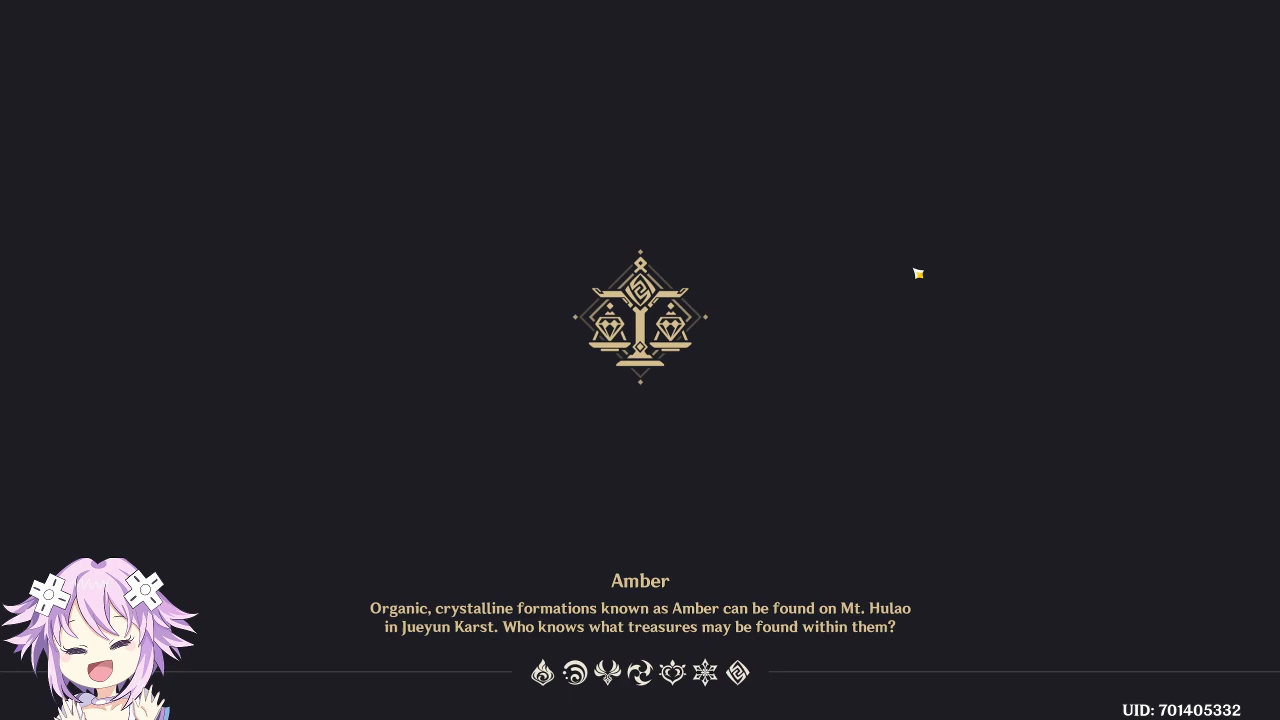 Amber
Organic, crystalline formations known as Amber can be found on Mt. Hulao
in Jueyun Karst. Who knows what treasures may be found within them?
UID: 701405332